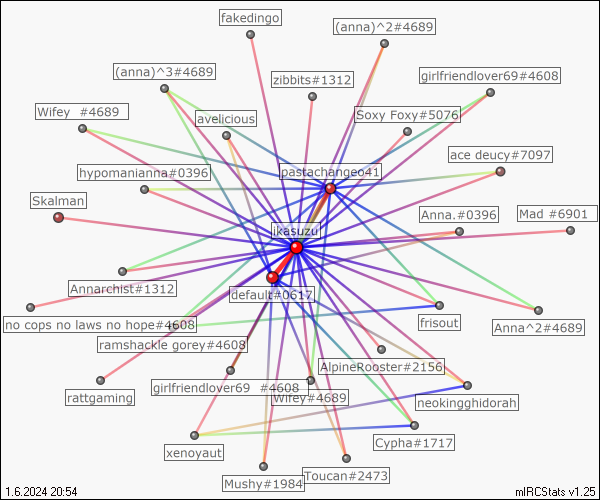 fakedingo
(anna)^2#4689
(anna)^3#4689
zibbits#1312
girlfriendlover69#4608
Wifey  #4689
avelicious
Soxy Foxy#5076
ace deucy#7097
hypomanianna#0396
pastachangeo41
Skalman
Anna.#0396
Mad #6901
ikasuzu
Annarchist#1312
default#0617
no cops no laws no hope#4608
frisout
Anna^2#4689
ramshackle gorey#4608
AlpineRooster#2156
rattgaming
girlfriendlover69  #4608
Wifey#4689
neokingghidorah
xenoyaut
Cypha#1717
Mushy#1984
Toucan#2473
1.6.2024 20:54
mIRCStats v1.25